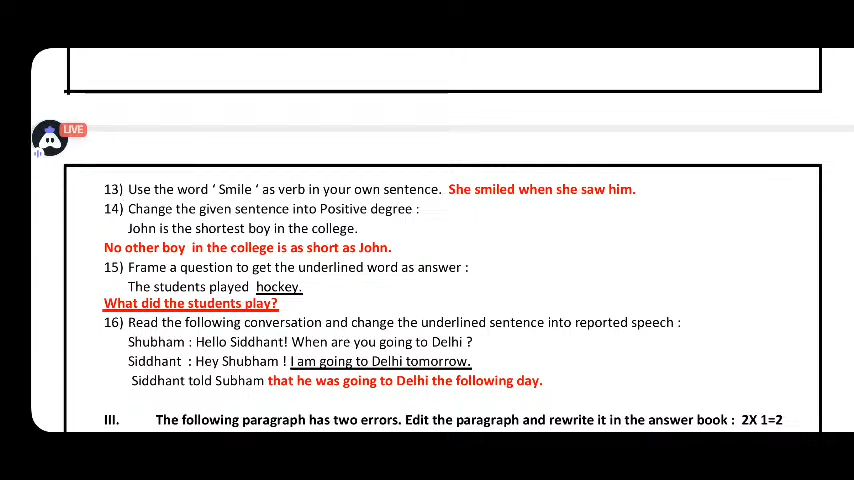 LIVE
13) Use the word ‘ Smile ‘ as verb in your own sentence. She smiled when she saw him.
14) Change the given sentence into Positive degree :
John is the shortest boy in the college.
No other boy in the college is as short as John.
15) Frame a question to get the underlined word as answer :
The students played hockey.
What did the students play?
16) Read the following conversation and change the underlined sentence into reported speech :
Shubham : Hello Siddhant! When are you going to Delhi ?
Siddhant : Hey Shubham ! I am going to Delhi tomorrow.
Siddhant told Subham that he was going to Delhi the following day.
III. The following paragraph has two errors. Edit the paragraph and rewrite it in the answer book : 2X 1=2